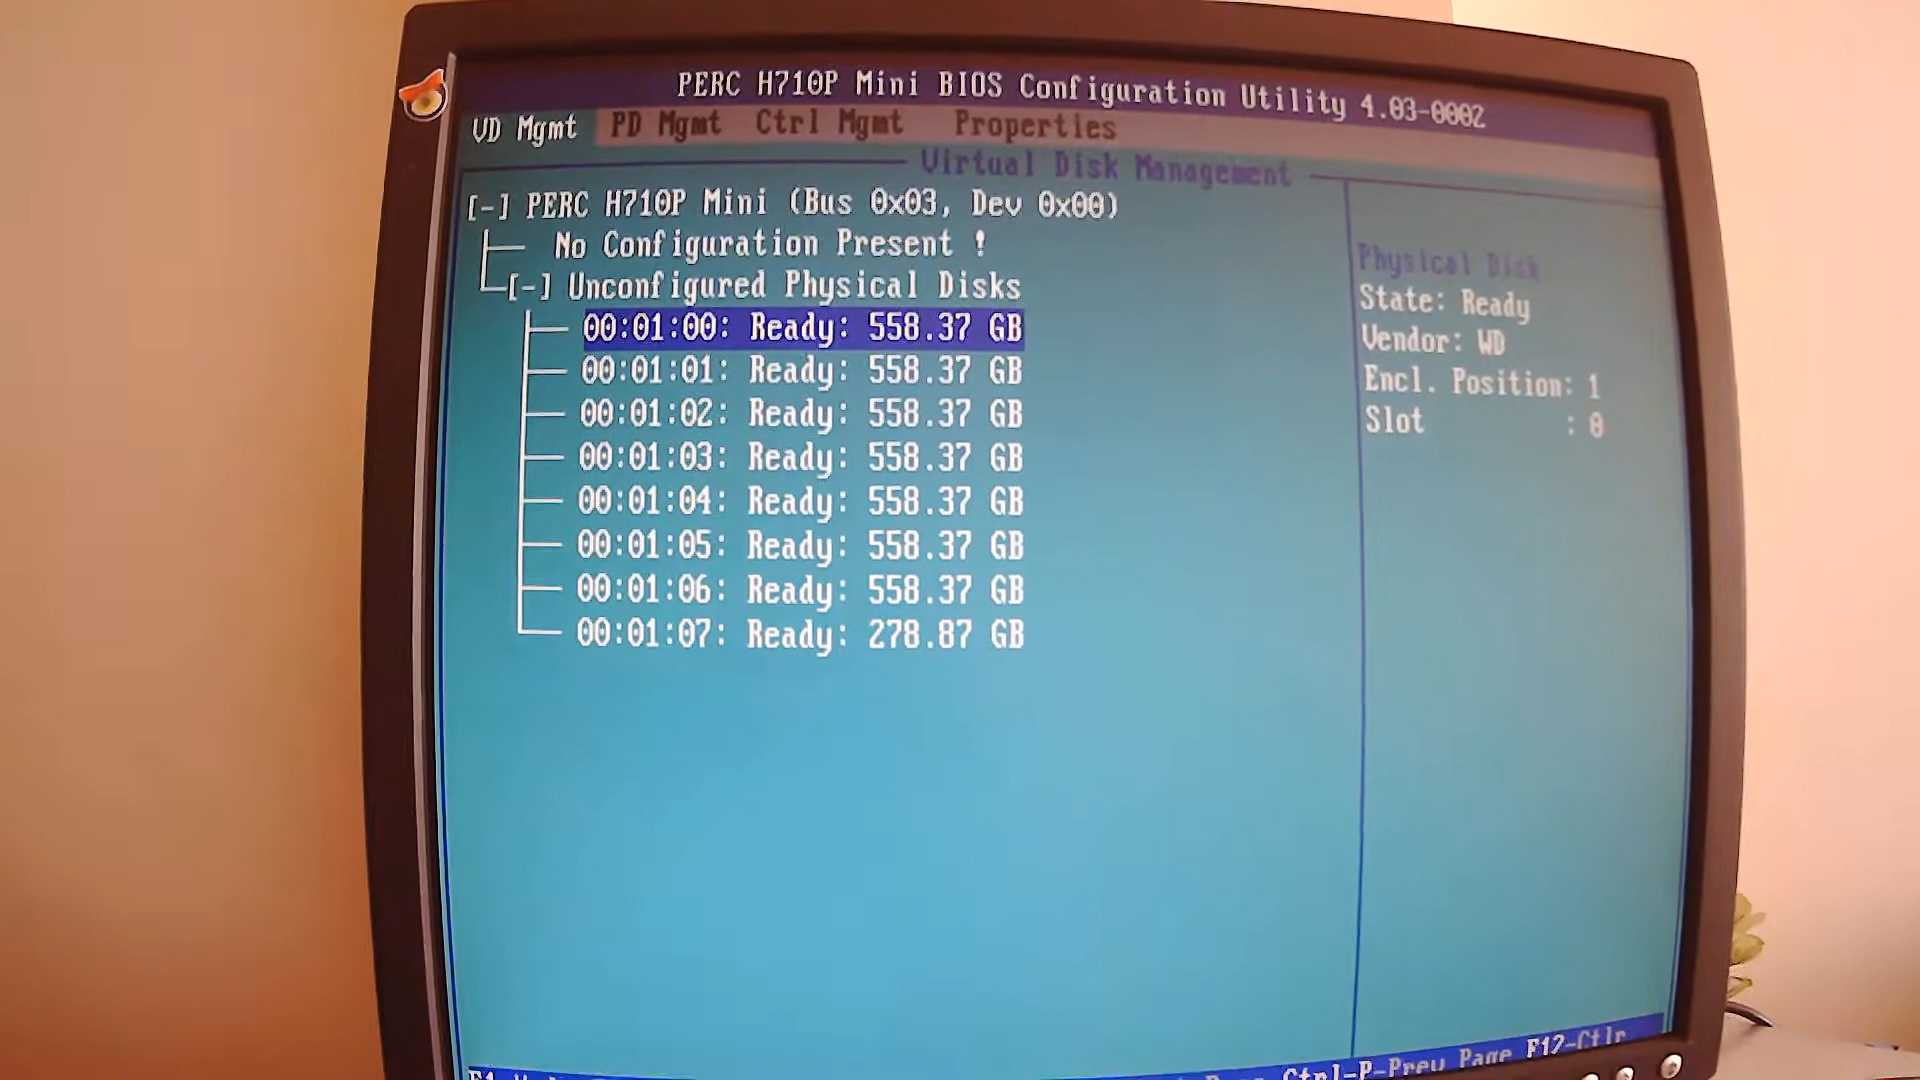 PERC H710P Mini BIOS Configuration Utility 4.03-0002
VD Mgmt PD Mgmt Ctrl Mgmt Properties
Virtual Disk Management
[-] PERC H710P Mini (Bus 0x03, Dev 0x00)
No Configuration Present !
[-] Unconfigured Physical Disks
00:01:00: Ready: 558.37 GB
00:01:01: Ready: 558.37 GB
00:01:02: Ready: 558.37 GB
00:01:03: Ready: 558.37 GB
00:01:04: Ready: 558.37 GB
00:01:05: Ready: 558.37 GB
00:01:06: Ready: 558.37 GB
00:01:07: Ready: 278.87 GB
Physical Disk
State: Ready
Vendor: WD
Encl. Position: 1
Slot : 0
Ctrl-P-Prev Page F12-Ctlr